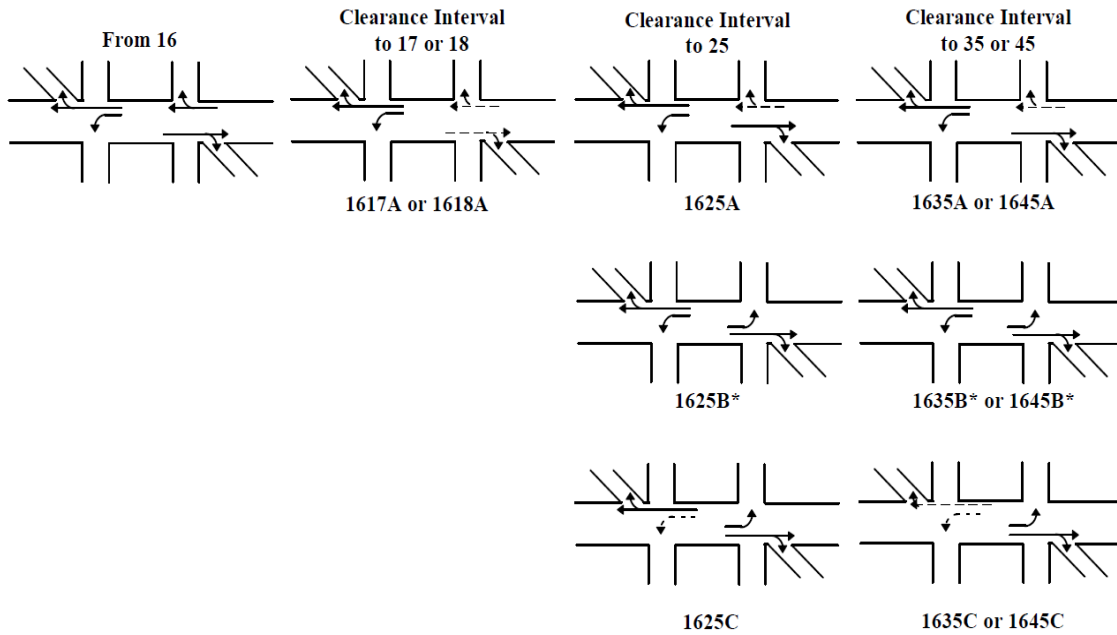 From 16
Clearance Interval
to 17 or 18
Clearance Interval
to 25
Clearance Interval
to 35 or 45
1617A or 1618A
1625A
1635A or 1645A
1625B*
1635B* or 1645B*
1625C
1635C or 1645C